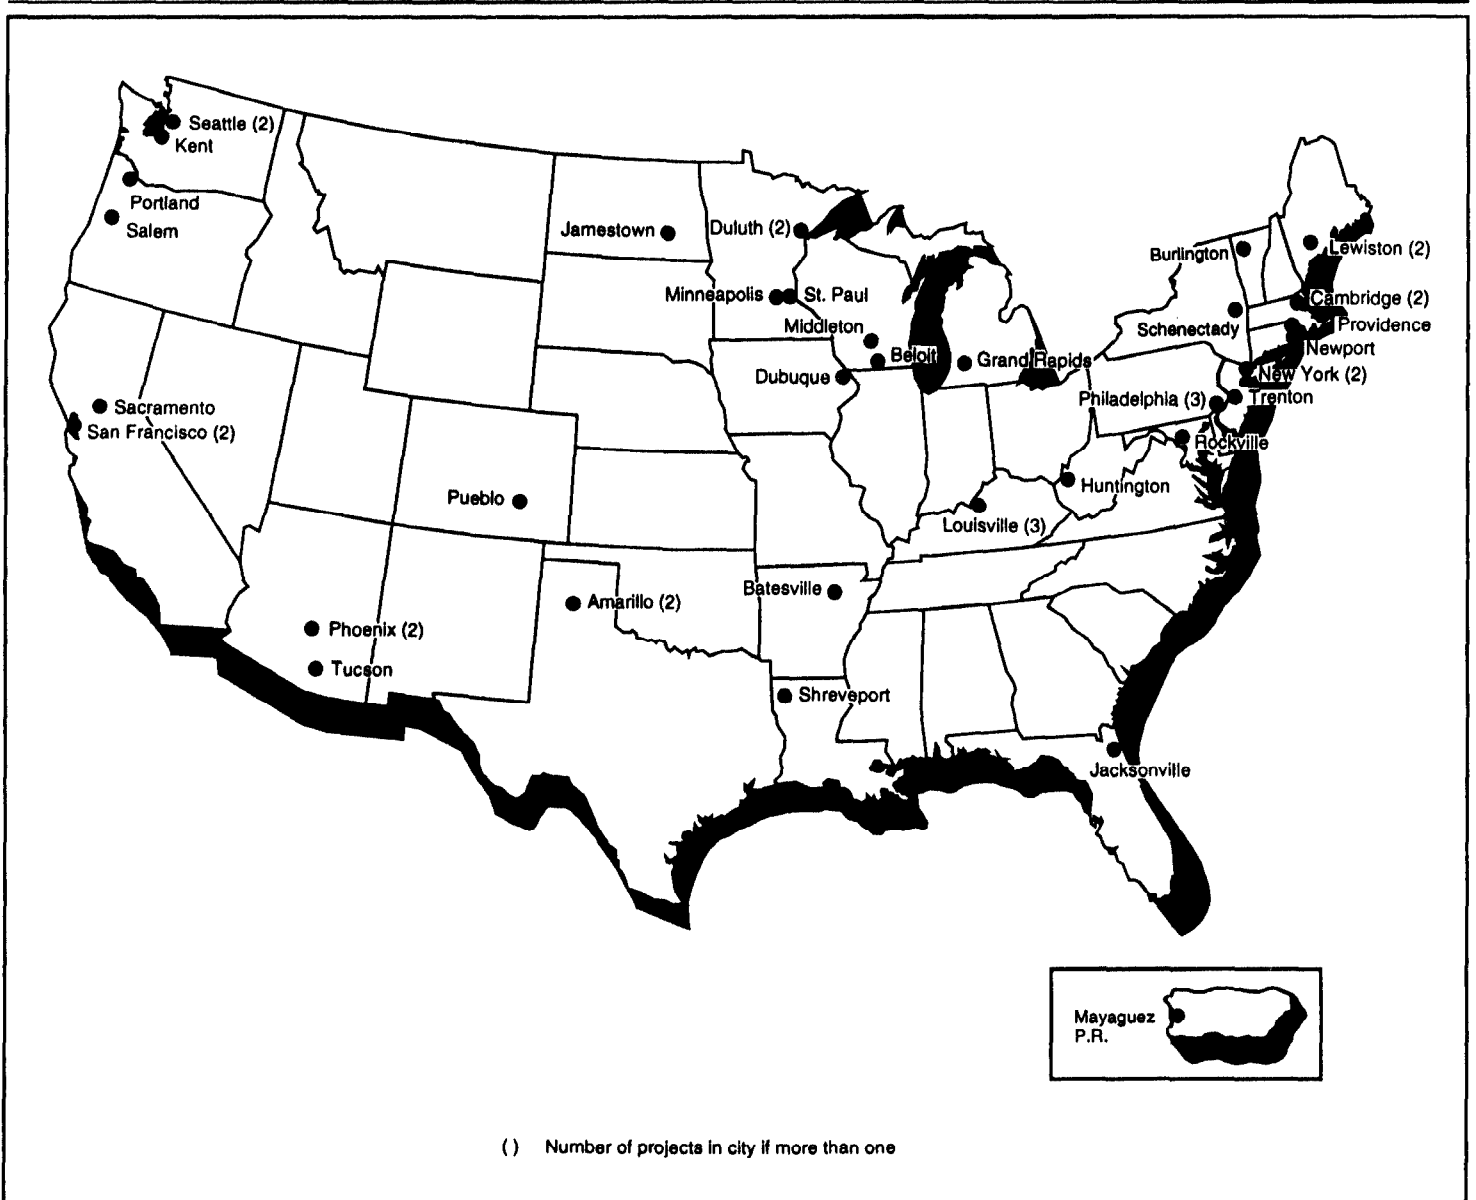 Seattle (2)
Kent
Portland
Salem
Jamestown
Duluth (2)
Burlington
Lewiston (2)
Minneapolis
St. Paul
Cambridge (2)
Middleton
Schenectady
Providence
Beloit
Grand Rapids
Newport
Dubuque
New York (2)
Philadelphia (3)
Trenton
Sacramento
San Francisco (2)
Rockville
Pueblo
Huntington
Louisville (3)
Batesville
Amarillo (2)
Phoenix (2)
Tucson
Shreveport
Jacksonville
Mayaguez
P.R.
( ) Number of projects in city if more than one